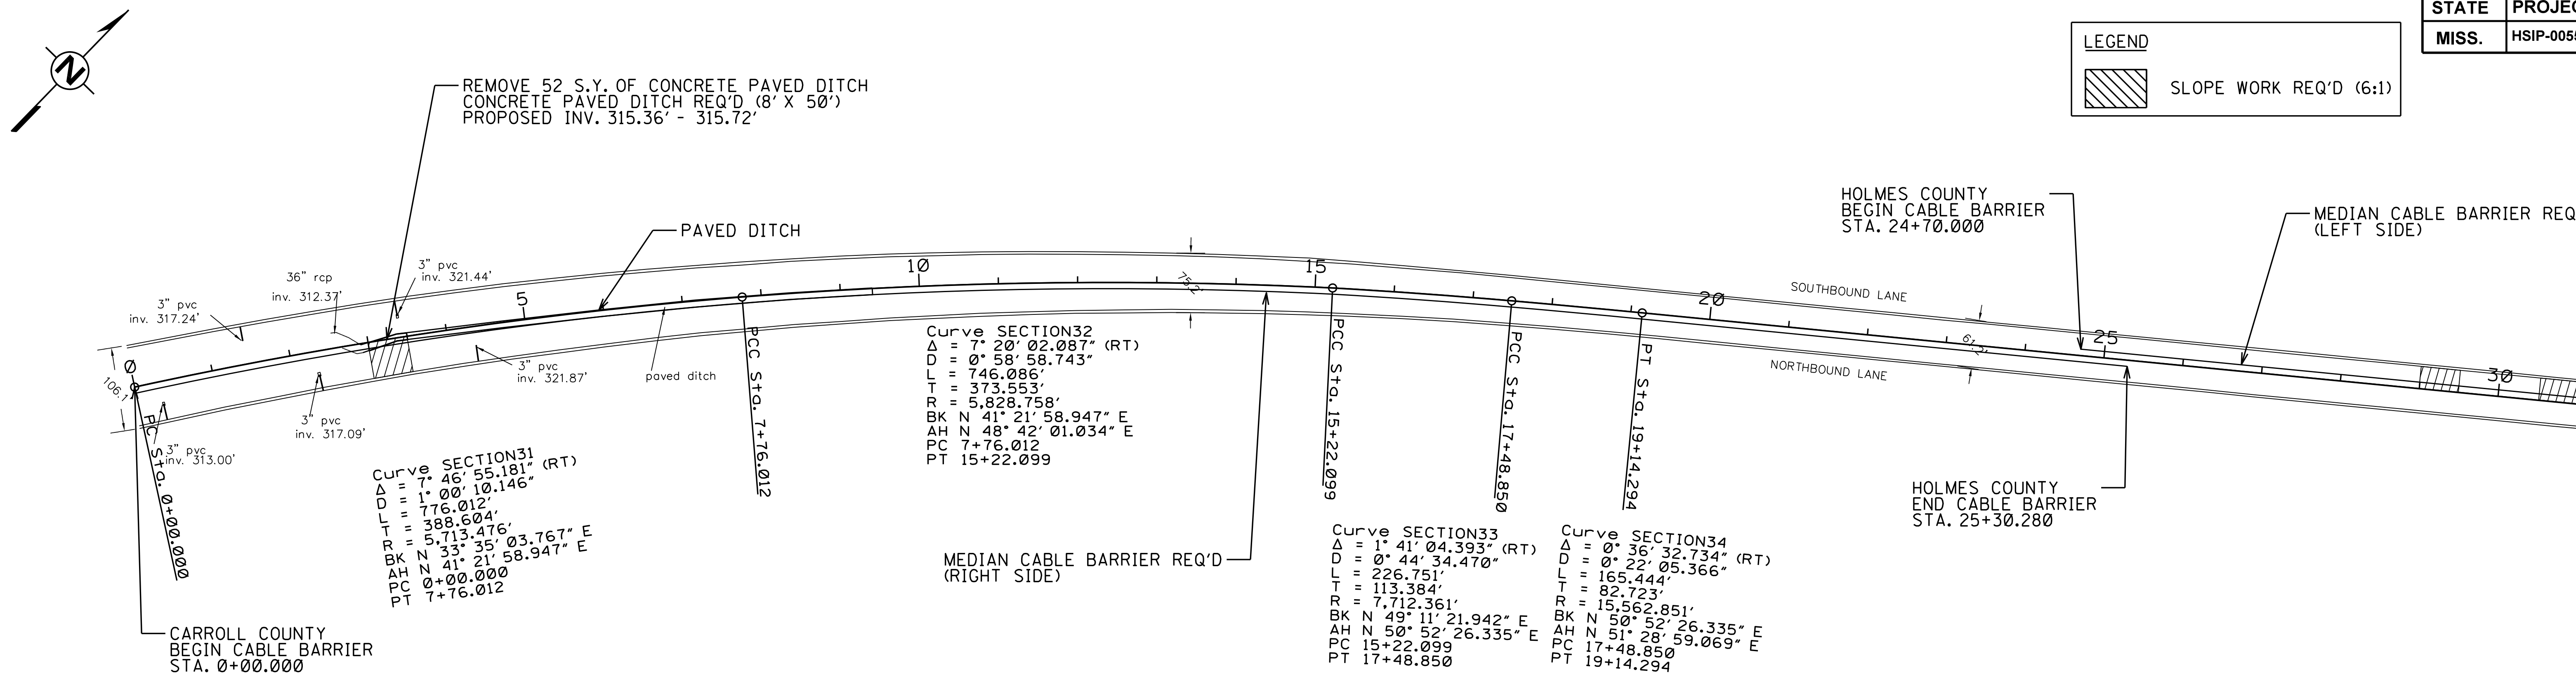 N
REMOVE 52 S.Y. OF CONCRETE PAVED DITCH
CONCRETE PAVED DITCH REQ'D (8' X 50')
PROPOSED INV. 315.36' - 315.72'
LEGEND
SLOPE WORK REQ'D (6:1)
STATE
MISS.
HSIP-005
PAVED DITCH
HOLMES COUNTY
BEGIN CABLE BARRIER
STA. 24+70.000
MEDIAN CABLE BARRIER
(LEFT SIDE)
3" pvc
inv. 317.24'
36" rcp
inv. 312.37'
3" pvc
inv. 321.44'
0
5
10
15
20
25
30
106.1'
75.2'
61.2'
SOUTHBOUND LANE
NORTHBOUND LANE
3" pvc
inv. 313.00'
3" pvc
inv. 317.09'
3" pvc
inv. 321.87'
paved ditch
PC Sta. 0+00.000
PCC Sta. 7+76.012
PCC Sta. 15+22.099
PCC Sta. 17+48.850
PT Sta. 19+14.294
Curve SECTION31
Δ = 7° 46' 55.181" (RT)
D = 1° 00' 10.146"
L = 776.012'
T = 388.604'
R = 5,713.476'
BK N 33° 35' 03.767" E
AH N 41° 21' 58.947" E
PC 0+00.000
PT 7+76.012
Curve SECTION32
Δ = 7° 20' 02.087" (RT)
D = 0° 58' 58.743"
L = 746.086'
T = 373.553'
R = 5,828.758'
BK N 41° 21' 58.947" E
AH N 48° 42' 01.034" E
PC 7+76.012
PT 15+22.099
Curve SECTION33
Δ = 1° 41' 04.393" (RT)
D = 0° 44' 34.470"
L = 226.751'
T = 113.384'
R = 7,712.361'
BK N 49° 11' 21.942" E
AH N 50° 52' 26.335" E
PC 15+22.099
PT 17+48.850
Curve SECTION34
Δ = 0° 36' 32.734" (RT)
D = 0° 22' 05.366"
L = 165.444'
T = 82.723'
R = 15,562.851'
BK N 50° 52' 26.335" E
AH N 51° 28' 59.069" E
PC 17+48.850
PT 19+14.294
MEDIAN CABLE BARRIER REQ'D
(RIGHT SIDE)
HOLMES COUNTY
END CABLE BARRIER
STA. 25+30.280
CARROLL COUNTY
BEGIN CABLE BARRIER
STA. 0+00.000